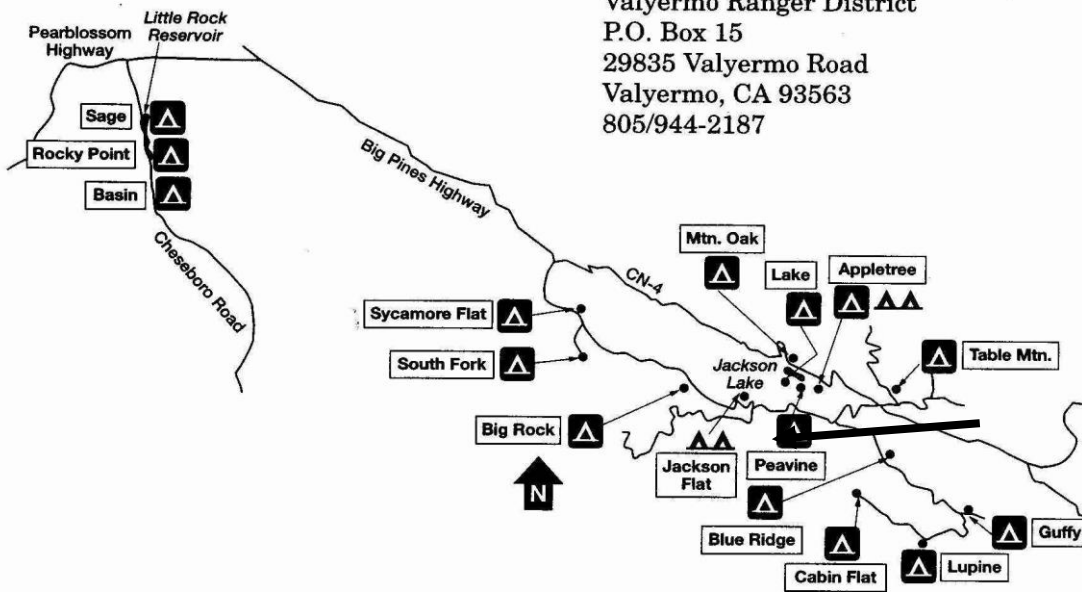 Valyermo Ranger District
P.O. Box 15
29835 Valyermo Road
Valyermo, CA 93563
805/944-2187
Little Rock
Reservoir
Pearblossom
Highway
Sage
Rocky Point
Basin
Cheseboro Road
Big Pines Highway
CN-4
Mtn. Oak
Lake
Appletree
Sycamore Flat
South Fork
Jackson
Lake
Table Mtn.
Big Rock
Jackson
Flat
Peavine
N
Blue Ridge
Guffy
Cabin Flat
Lupine